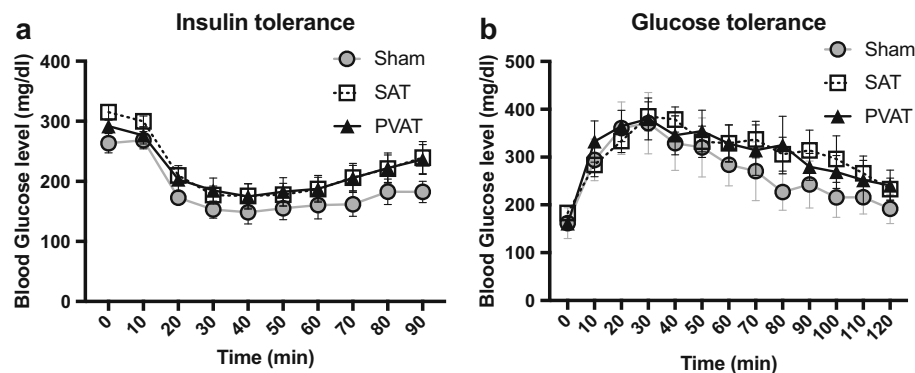 a
Insulin tolerance
Sham
SAT
PVAT
Blood Glucose level (mg/dl)
400
300
200
100
0
0 10 20 30 40 50 60 70 80 90
Time (min)
b
Glucose tolerance
Sham
SAT
PVAT
Blood Glucose level (mg/dl)
500
400
300
200
100
0
0 10 20 30 40 50 60 70 80 90 100 110 120
Time (min)